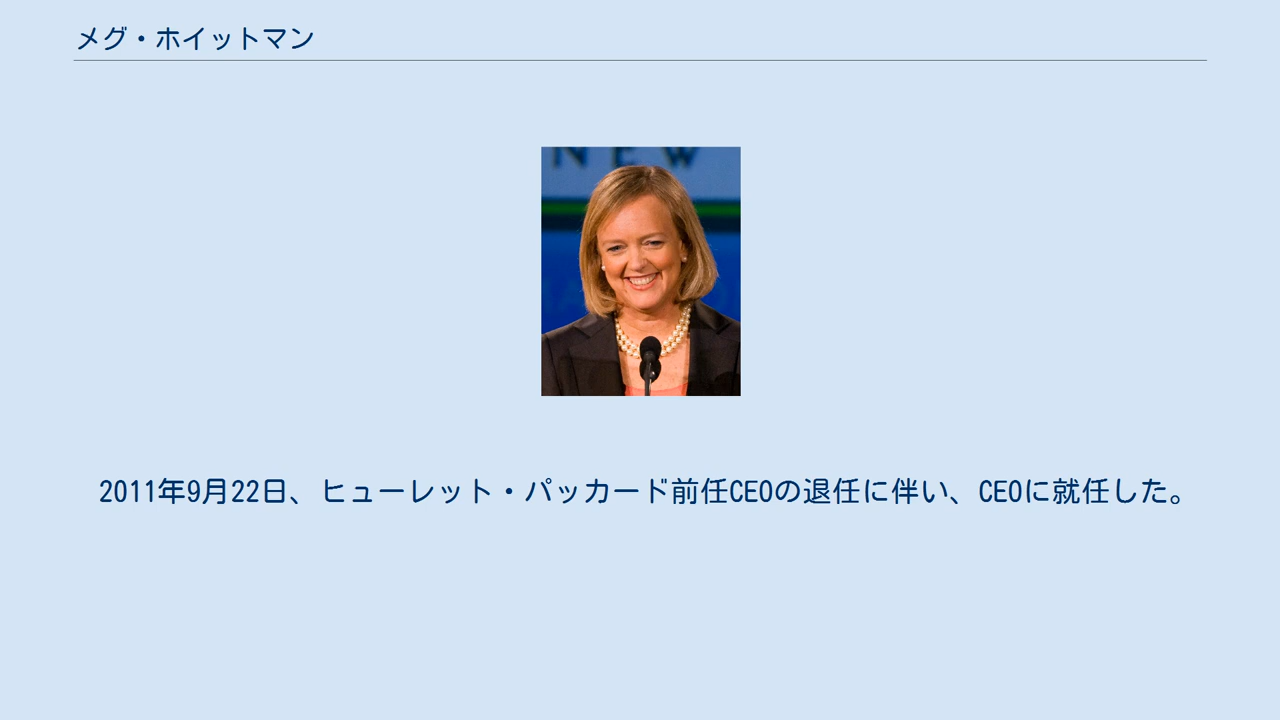 メグ・ホイットマン
NEW
2011年9月22日、ヒューレット・パッカード前任CEOの退任に伴い、CEOに就任した。